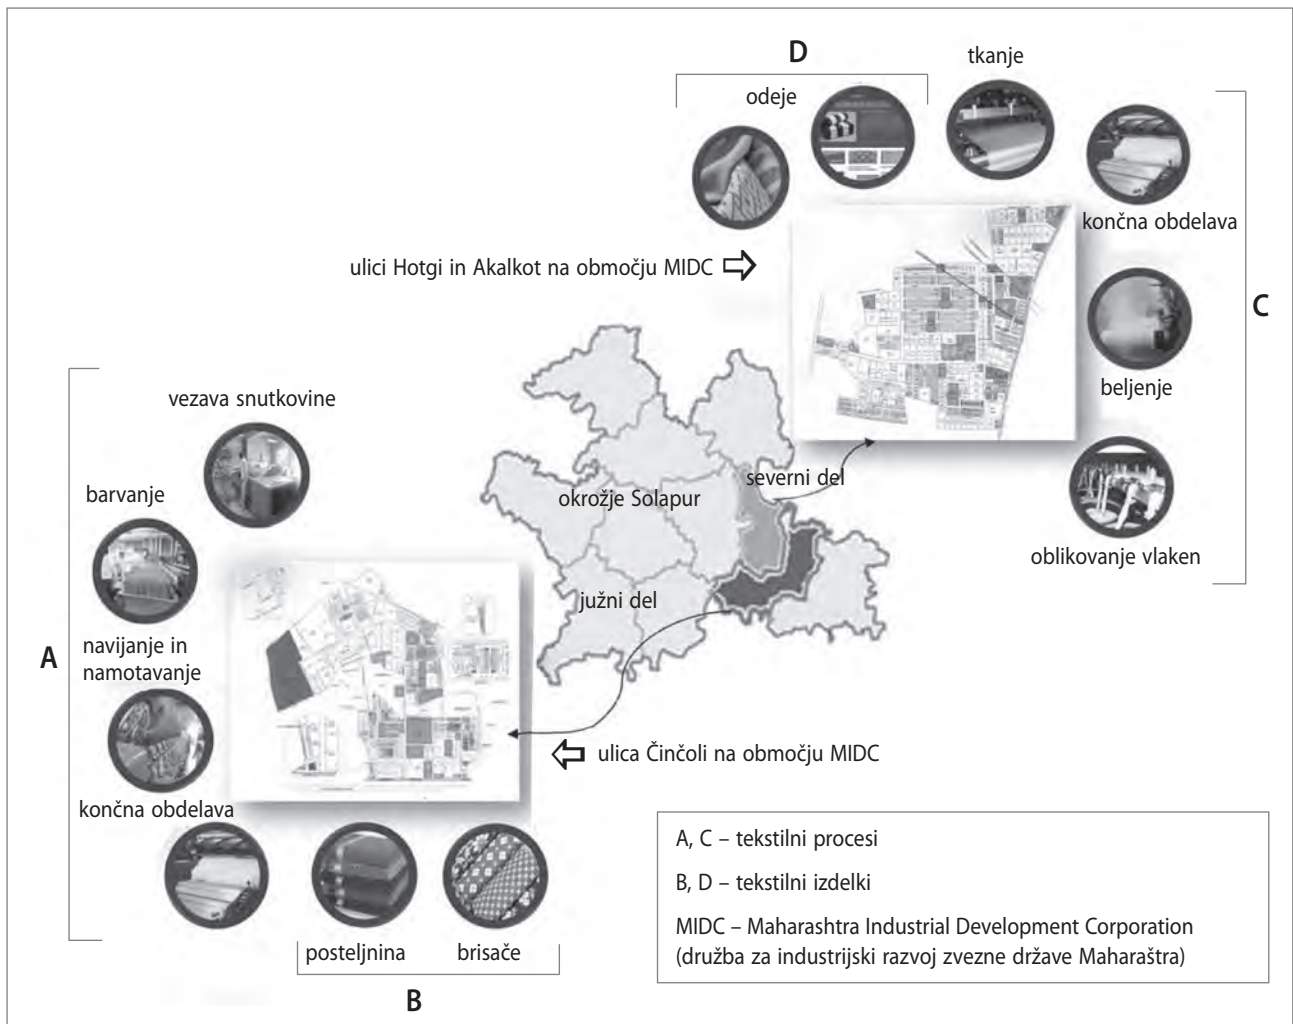 D
tkanje
odeje
končna obdelava
ulici Hotgi in Akalkot na območju MIDC
C
beljenje
vezava snutkovine
severni del
okrožje Solapur
barvanje
oblikovanje vlaken
južni del
A
navijanje in
namotavanje
ulica Činčoli na območju MIDC
končna obdelava
posteljnina
brisače
B
A, C – tekstilni procesi
B, D – tekstilni izdelki
MIDC – Maharashtra Industrial Development Corporation
(družba za industrijski razvoj zvezne države Maharaštra)